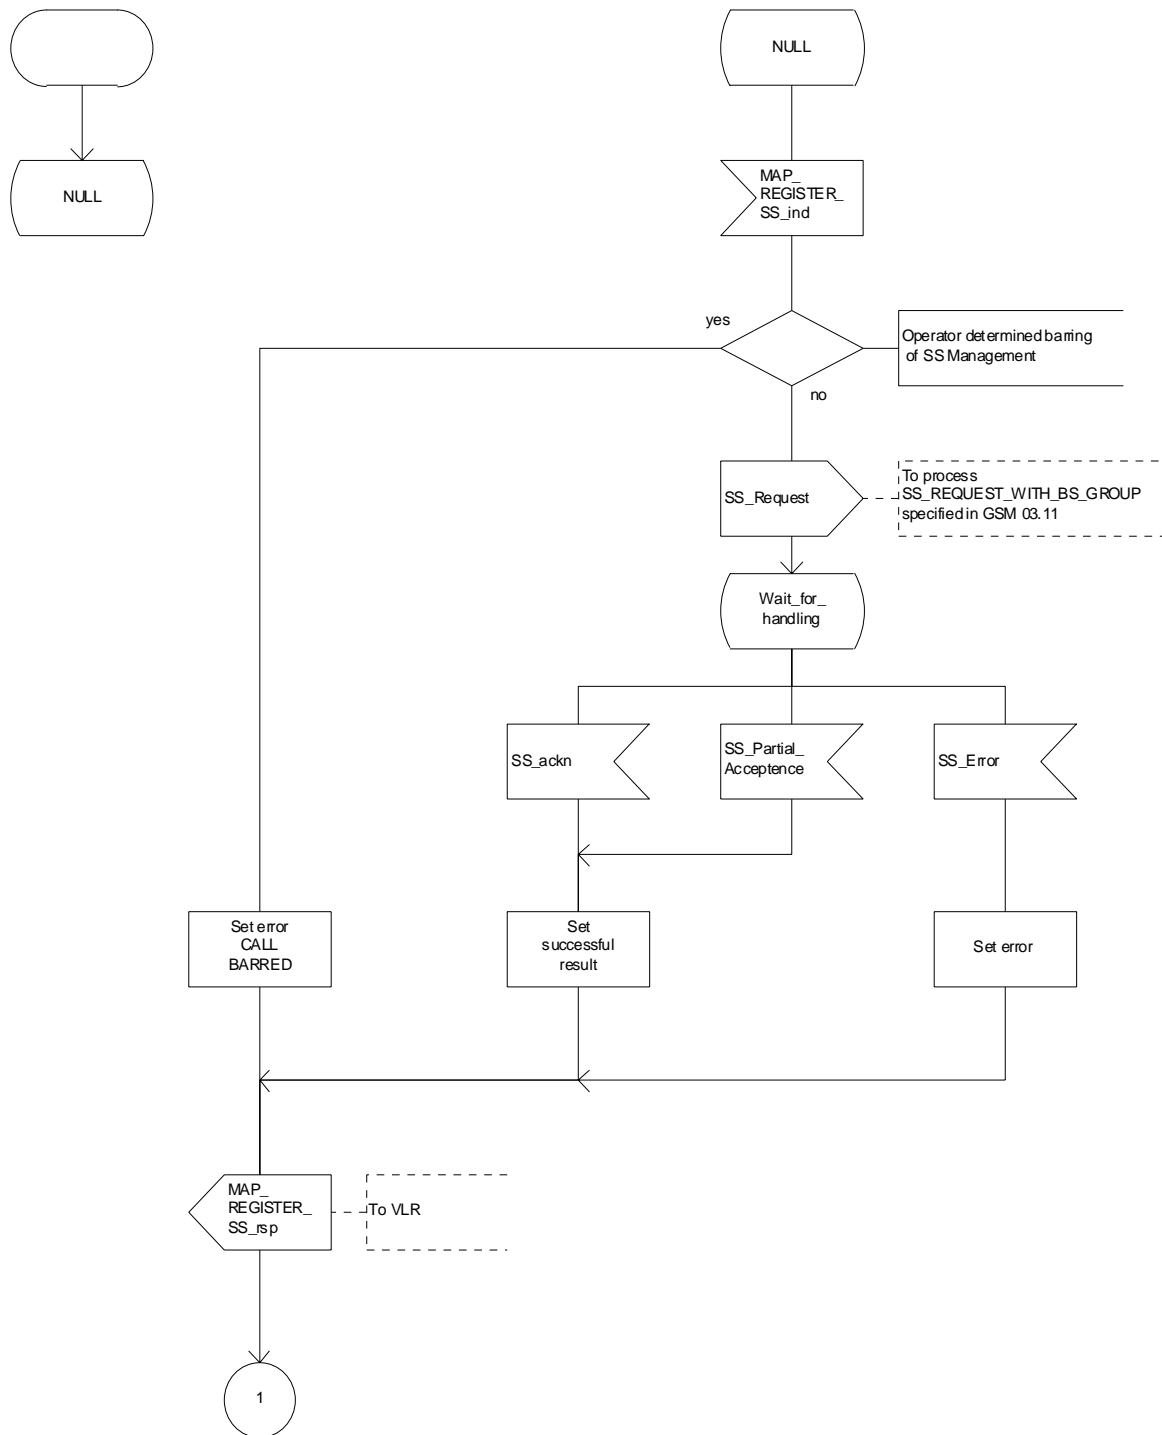 NULL
NULL
MAP_
REGISTER_
SS_ind
yes
Operator determined barring
of SS Management
no
SS_Request
To process
SS_REQUEST_WITH_BS_GROUP
specified in GSM 03.11
Wait_for_
handling
SS_ackn
SS_Partial_
Acceptence
SS_Error
Set error
CALL
BARRED
Set
successful
result
Set error
MAP_
REGISTER_
SS_rsp
To VLR
1